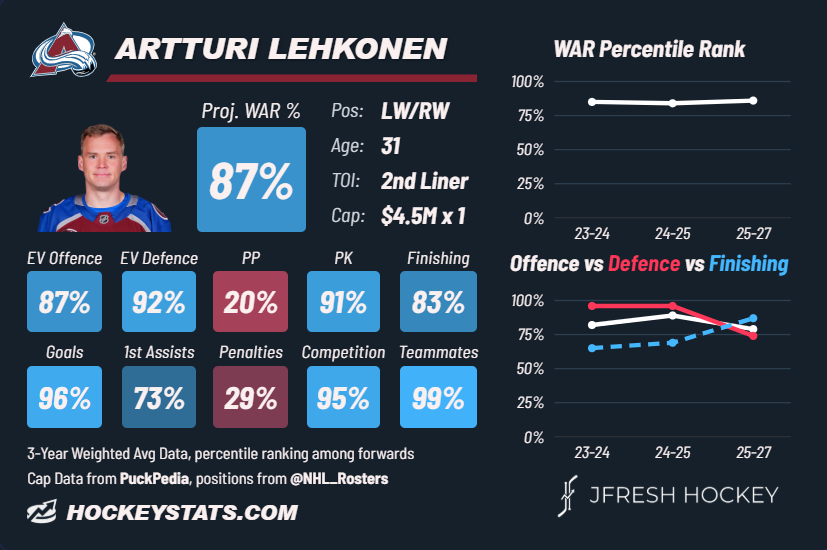 ARTTURI LEHKONEN
Proj. WAR %
87%
Pos: LW/RW
Age: 31
TOI: 2nd Liner
Cap: $4.5M x 1
EV Offence EV Defence PP PK Finishing
87% 92% 20% 91% 83%
Goals 1st Assists Penalties Competition Teammates
96% 73% 29% 95% 99%
3-Year Weighted Avg Data, percentile ranking among forwards
Cap Data from PuckPedia, positions from @NHL_Rosters
HOCKEYSTATS.COM
WAR Percentile Rank
100%
75%
50%
25%
0%
23-24 24-25 25-27
Offence vs Defence vs Finishing
100%
75%
50%
25%
0%
23-24 24-25 25-27
JFRESH HOCKEY